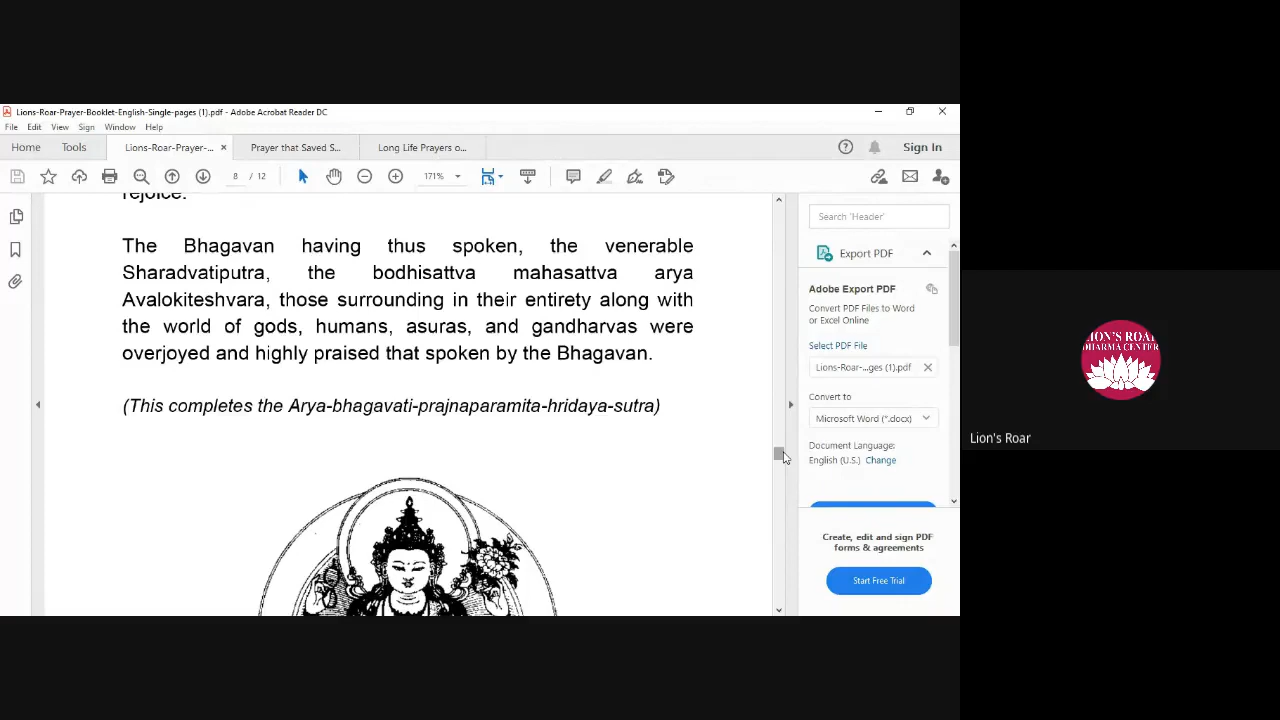 Lions-Roar-Prayer-Booklet-English-Single-pages (1).pdf - Adobe Acrobat Reader DC
File Edit View Sign Window Help
Home Tools Lions-Roar-Prayer-... × Prayer that Saved S... Long Life Prayers o... Sign In
8 / 12 171%
rejoice.
The Bhagavan having thus spoken, the venerable
Sharadvatiputra, the bodhisattva mahasattva arya
Avalokiteshvara, those surrounding in their entirety along with
the world of gods, humans, asuras, and gandharvas were
overjoyed and highly praised that spoken by the Bhagavan.
(This completes the Arya-bhagavati-prajnaparamita-hridaya-sutra)
Search 'Header'
Export PDF
Adobe Export PDF
Convert PDF Files to Word
or Excel Online
Select PDF File
Lions-Roar-...ges (1).pdf
Convert to
Microsoft Word (*.docx)
Document Language:
English (U.S.) Change
Create, edit and sign PDF
forms & agreements
Start Free Trial
LION'S ROAR
DHARMA CENTER
Lion's Roar